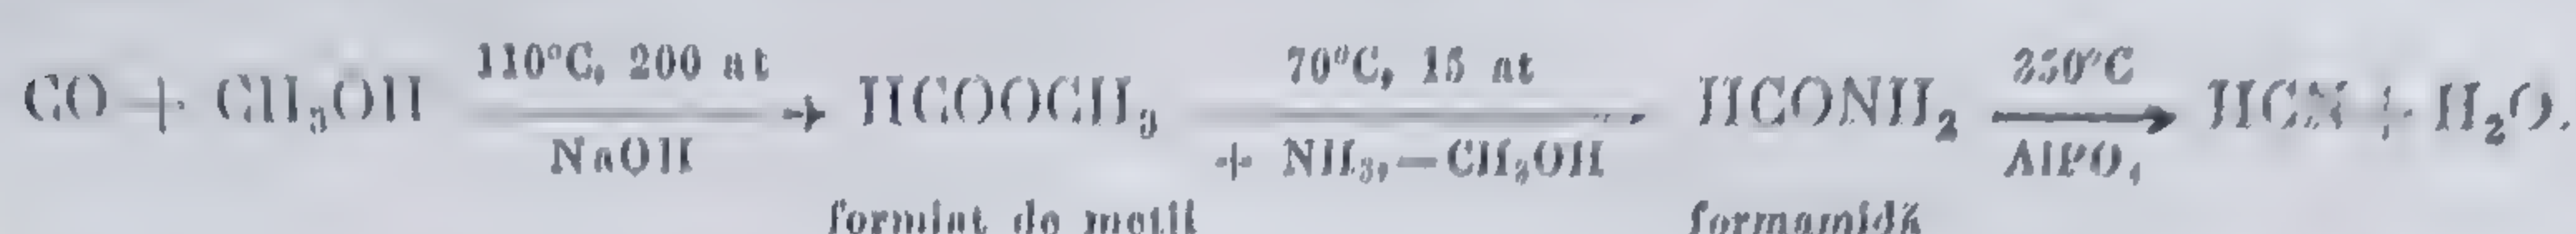 110°C, 200 at 70°C, 15 at 250°C
CO + CH₃OH → HCOOCH₃ → HCONH₂ → HCN + H₂O.
NaOH + NH₃, —CH₃OH AlPO₄
formiat de metil formamidă